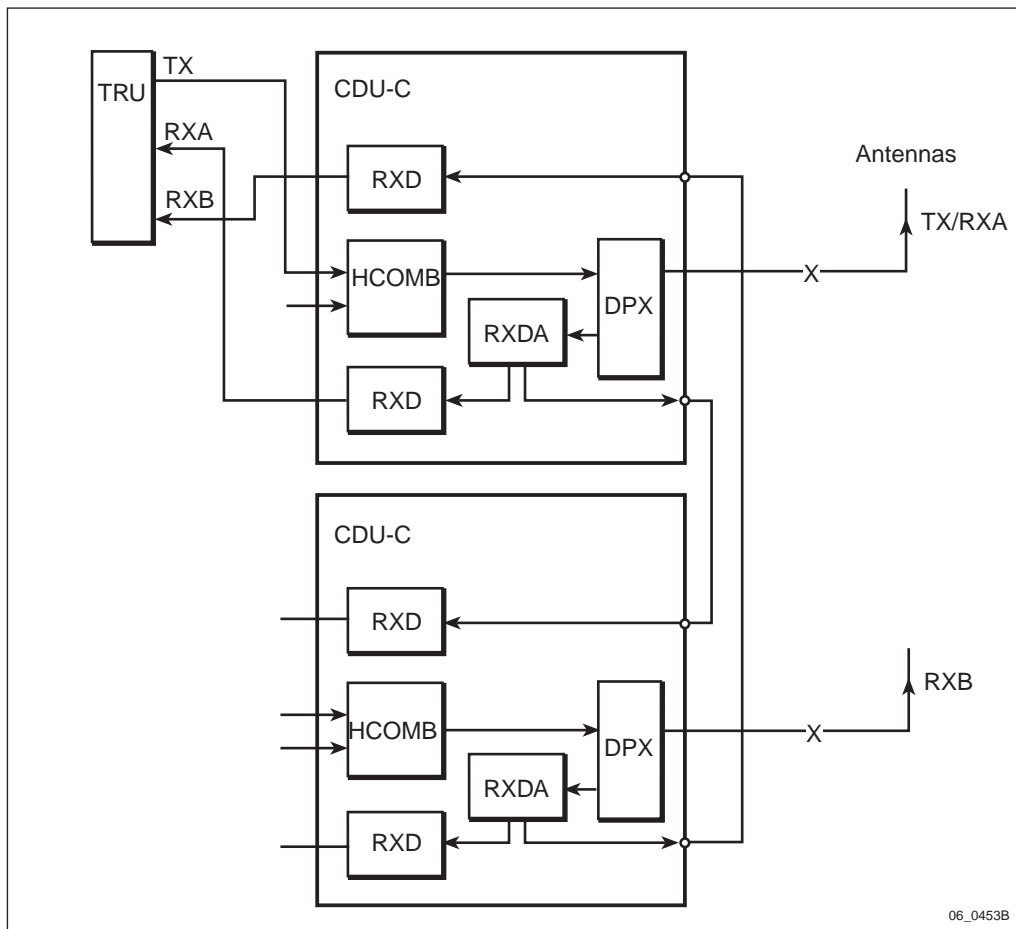 TX
TRU
RXA
RXB
CDU-C
RXD
HCOMB
DPX
RXDA
RXD
Antennas
TX/RXA
X
CDU-C
RXD
HCOMB
DPX
RXDA
RXD
RXB
X
06_0453B